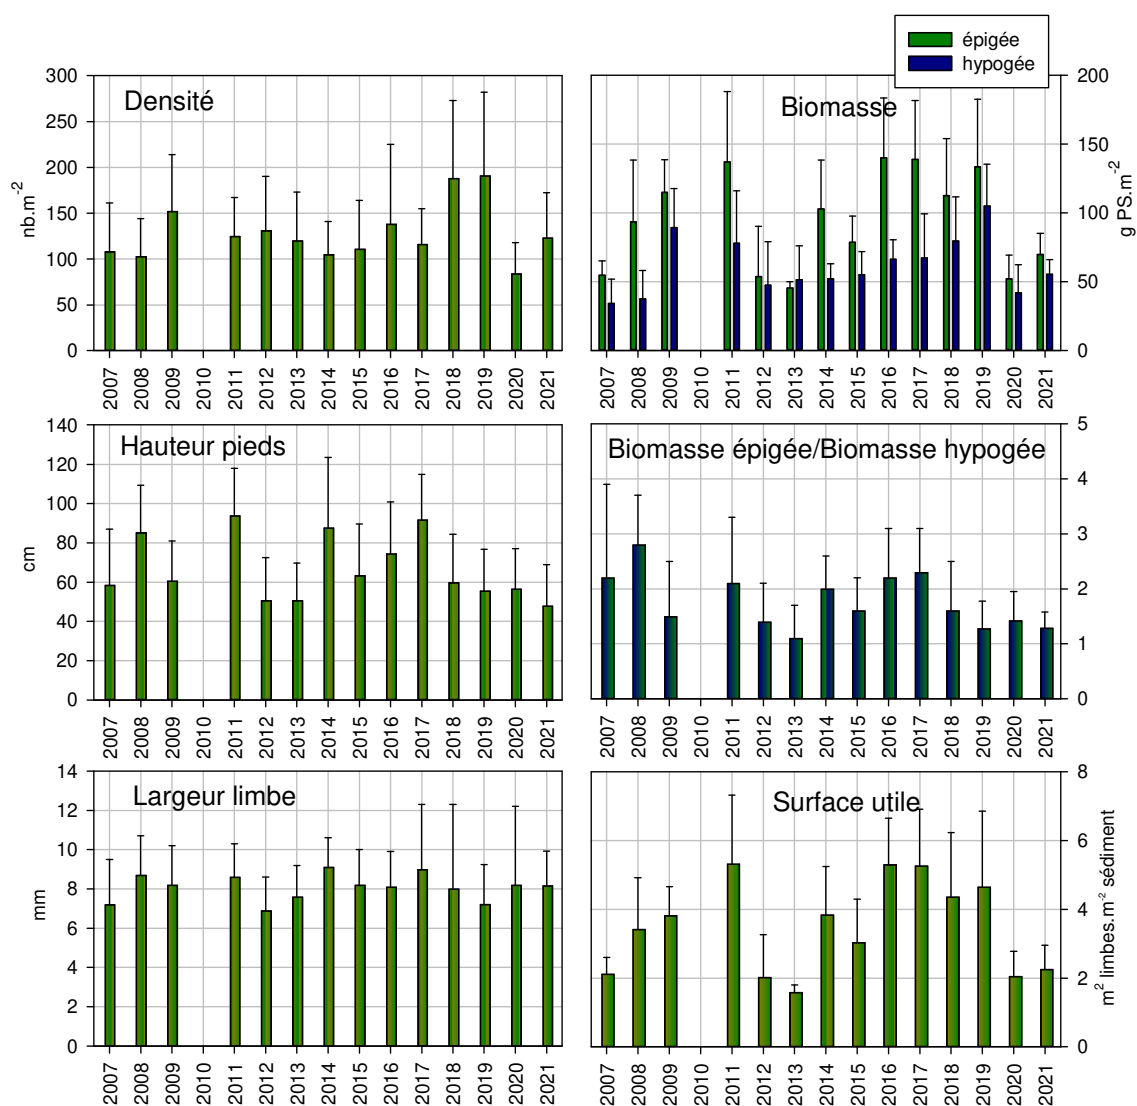 épigée
hypogée
Densité
nb.m-2
300
250
200
150
100
50
0
2007 2008 2009 2010 2011 2012 2013 2014 2015 2016 2017 2018 2019 2020 2021
Biomasse
200
150
100
50
0
g PS.m-2
2007 2008 2009 2010 2011 2012 2013 2014 2015 2016 2017 2018 2019 2020 2021
Hauteur pieds
cm
140
120
100
80
60
40
20
0
2007 2008 2009 2010 2011 2012 2013 2014 2015 2016 2017 2018 2019 2020 2021
Biomasse épigée/Biomasse hypogée
5
4
3
2
1
0
2007 2008 2009 2010 2011 2012 2013 2014 2015 2016 2017 2018 2019 2020 2021
Largeur limbe
mm
14
12
10
8
6
4
2
0
2007 2008 2009 2010 2011 2012 2013 2014 2015 2016 2017 2018 2019 2020 2021
Surface utile
8
6
4
2
0
m² limbes.m⁻² sédiment
2007 2008 2009 2010 2011 2012 2013 2014 2015 2016 2017 2018 2019 2020 2021